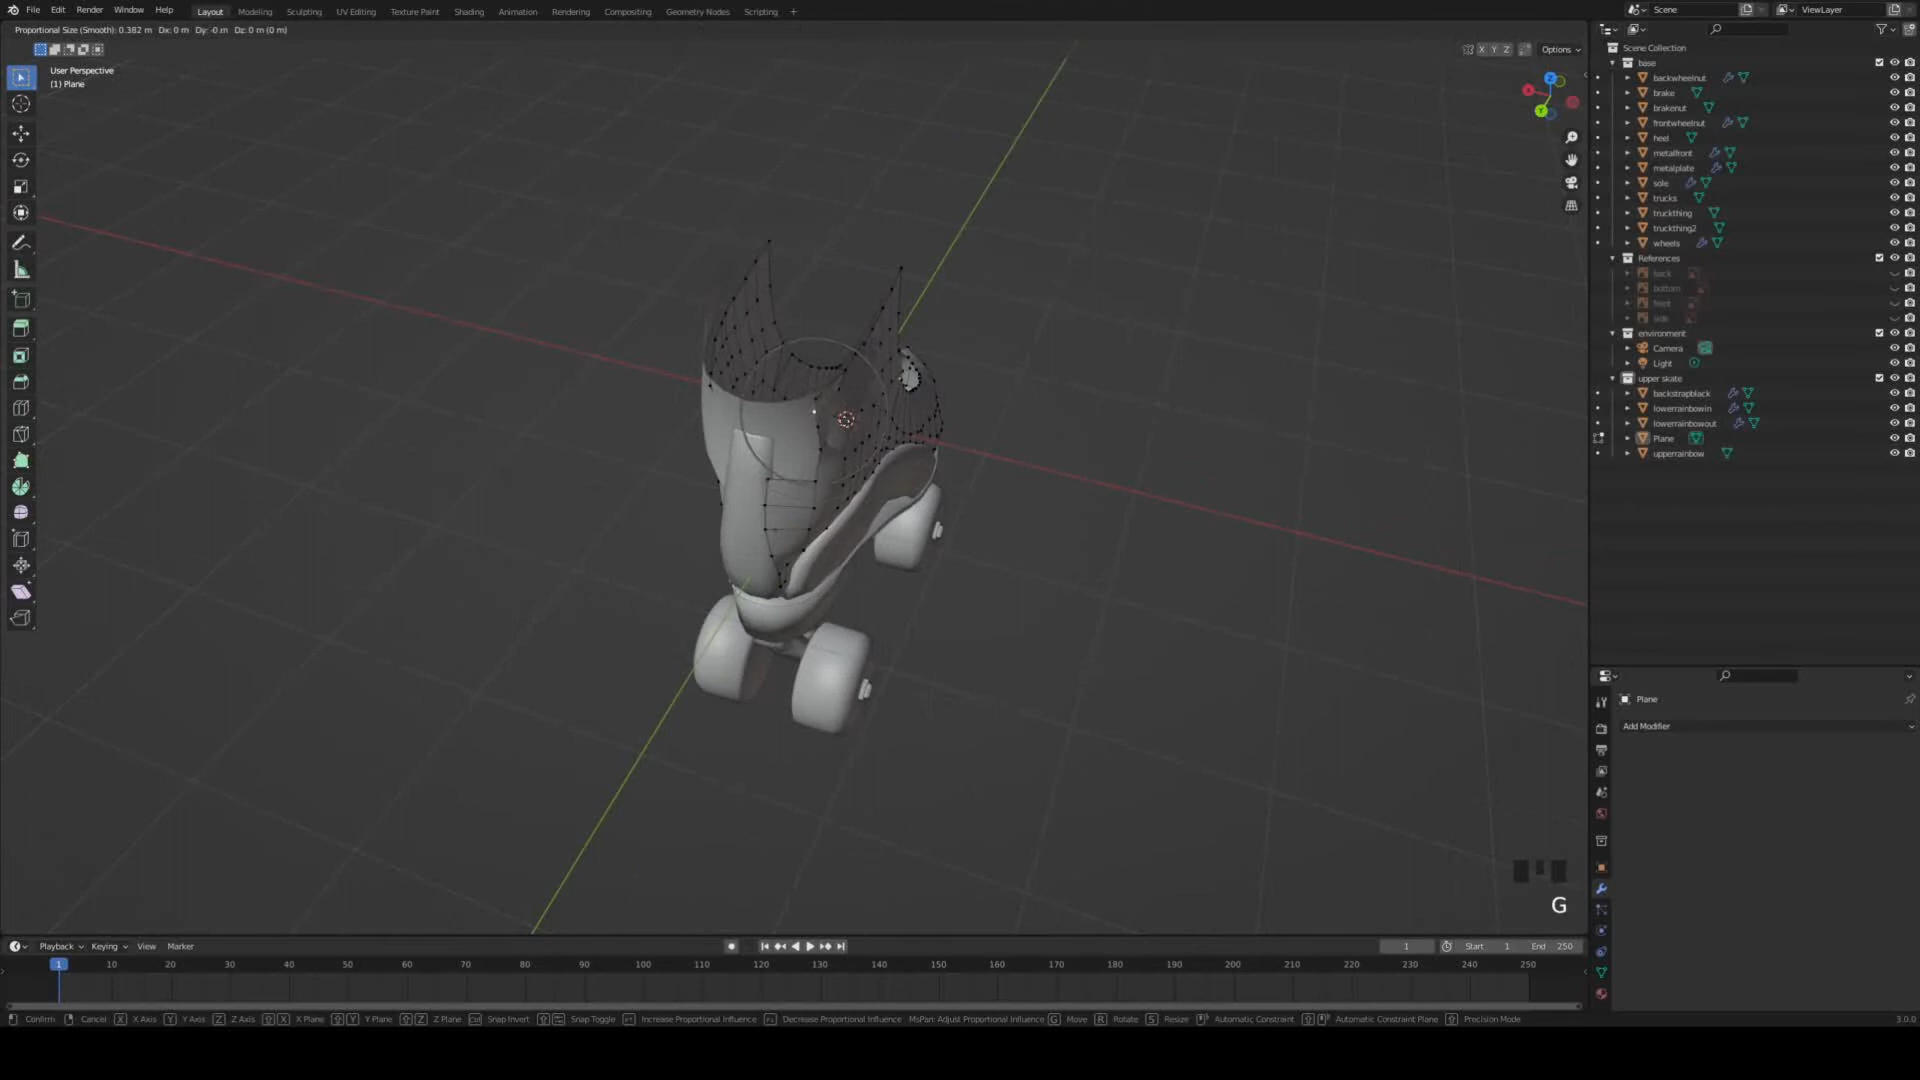 File Edit Render Window Help Layout Modeling Sculpting UV Editing Texture Paint Shading Animation Rendering Compositing Geometry Nodes Scripting + Scene ViewLayer
Proportional Size (Smooth): 0.382 m Dx: 0 m Dy: -0 m Dz: 0 m (0 m)
X Y Z Options
User Perspective
(1) Plane
Scene Collection
base
backwheelnut
brake
brakenut
frontwheelnut
heel
metalfront
metalplate
sole
trucks
truckthing
truckthing2
wheels
References
back
bottom
front
side
environment
Camera
Light
upper skate
backstrapblack
lowerrainbowin
lowerrainbowout
Plane
upperrainbow
Plane
Add Modifier
G
Playback Keying View Marker 1 Start 1 End 250
1 10 20 30 40 50 60 70 80 90 100 110 120 130 140 150 160 170 180 190 200 210 220 230 240 250
Confirm Cancel X X Axis Y Y Axis Z Z Axis X X Plane Y Y Plane Z Z Plane Snap Invert Snap Toggle Increase Proportional Influence Decrease Proportional Influence MsPan: Adjust Proportional Influence G Move R Rotate S Resize Automatic Constraint Automatic Constraint Plane Precision Mode 3.0.0